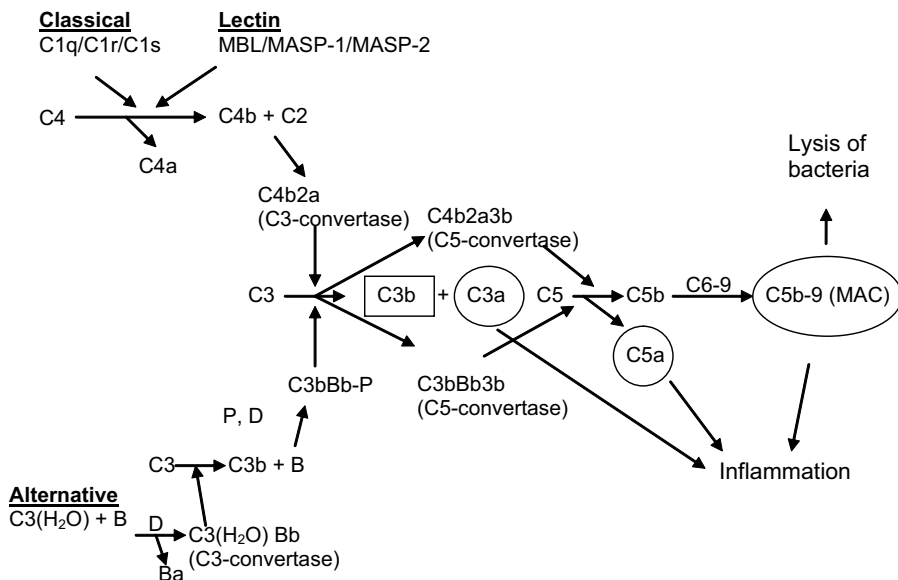 Classical
C1q/C1r/C1s
Lectin
MBL/MASP-1/MASP-2
C4
C4b + C2
C4a
Lysis of
bacteria
C4b2a
(C3-convertase)
C4b2a3b
(C5-convertase)
C3
C3b
+
C3a
C5
C5b
C6-9
C5b-9 (MAC)
C5a
C3bBb-P
C3bBb3b
(C5-convertase)
P, D
C3
C3b + B
Inflammation
Alternative
C3(H₂O) + B
D
C3(H₂O) Bb
(C3-convertase)
Ba